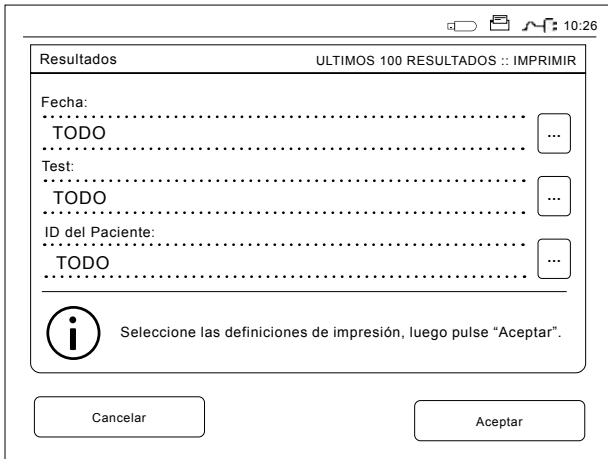 10:26
Resultados ULTIMOS 100 RESULTADOS :: IMPRIMIR
Fecha:
TODO
...
Test:
TODO
...
ID del Paciente:
TODO
...
Seleccione las definiciones de impresión, luego pulse “Aceptar”.
Cancelar Aceptar